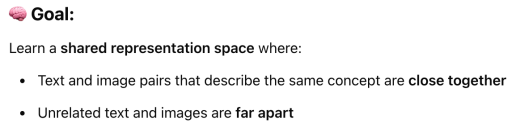 🧠 Goal:
Learn a shared representation space where:
• Text and image pairs that describe the same concept are close together
• Unrelated text and images are far apart